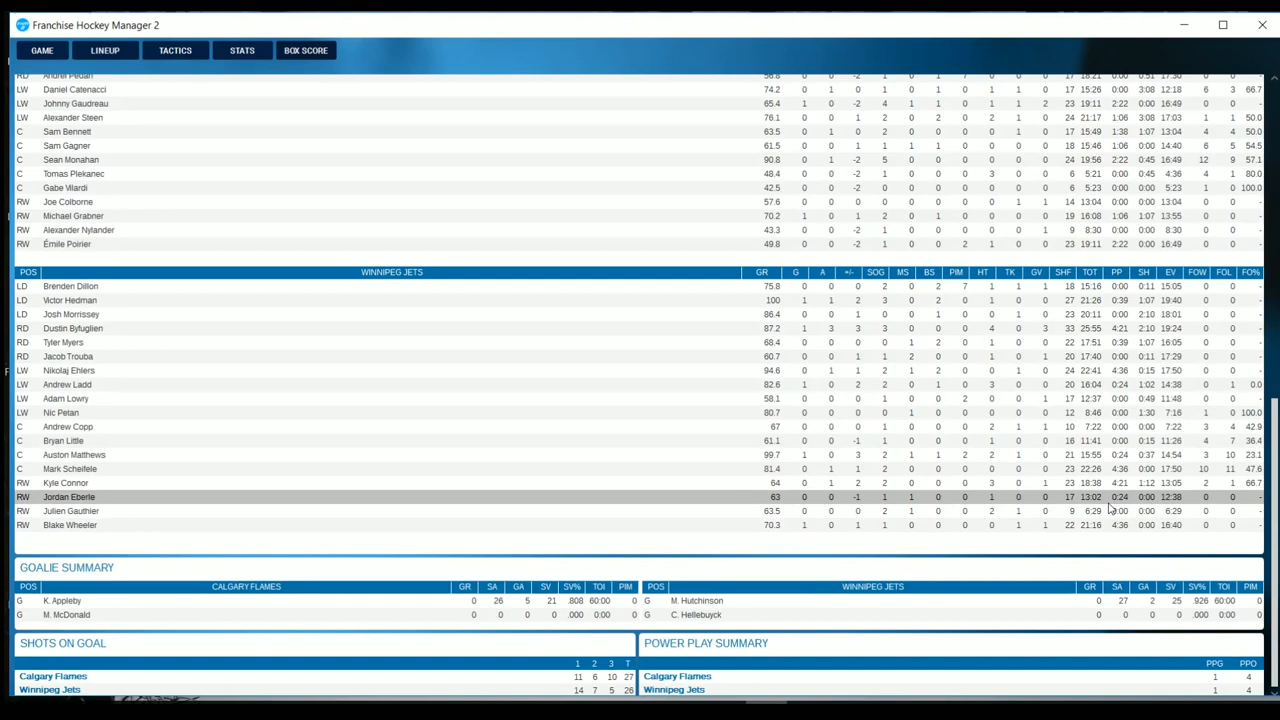 Franchise Hockey Manager 2
GAME LINEUP TACTICS STATS BOX SCORE
RD Andrei Pedan 56.8 0 0 -2 1 0 1 7 0 0 0 17 18:21 0:00 0:51 17:30 0 0 -
LW Daniel Catenacci 74.2 0 1 0 0 0 0 0 1 1 0 17 15:26 0:00 3:08 12:18 6 3 66.7
LW Johnny Gaudreau 65.4 0 0 -2 4 1 1 0 1 1 2 23 19:11 2:22 0:00 16:49 0 0 -
LW Alexander Steen 76.1 0 0 1 2 0 2 0 2 1 0 24 21:17 1:06 3:08 17:03 1 1 50.0
C Sam Bennett 63.5 0 1 0 2 0 0 0 0 1 0 17 15:49 1:38 1:07 13:04 4 4 50.0
C Sam Gagner 61.5 0 0 1 1 1 1 0 0 0 0 18 15:46 1:06 0:00 14:40 6 5 54.5
C Sean Monahan 90.8 0 1 -2 5 0 0 0 0 1 0 24 19:56 2:22 0:45 16:49 12 9 57.1
C Tomas Plekanec 48.4 0 0 -2 1 0 0 0 3 0 0 6 5:21 0:00 0:45 4:36 4 1 80.0
C Gabe Vilardi 42.5 0 0 -2 0 0 0 0 0 0 0 6 5:23 0:00 0:00 5:23 1 0 100.0
RW Joe Colborne 57.6 0 0 0 0 0 0 0 0 1 1 14 13:04 0:00 0:00 13:04 0 0 -
RW Michael Grabner 70.2 1 0 1 2 0 1 0 0 0 0 19 16:08 1:06 1:07 13:55 0 0 -
RW Alexander Nylander 43.3 0 0 -2 1 0 0 0 0 0 1 9 8:30 0:00 0:00 8:30 0 0 -
RW Émile Poirier 49.8 0 0 -2 1 0 0 2 1 0 0 23 19:11 2:22 0:00 16:49 0 0 -
POS WINNIPEG JETS GR G A +/- SOG MS BS PIM HT TK GV SHF TOT PP SH EV FOW FOL FO%
LD Brenden Dillon 75.8 0 0 0 2 0 2 7 1 1 1 18 15:16 0:00 0:11 15:05 0 0 -
LD Victor Hedman 100 1 1 2 3 0 2 0 1 0 0 27 21:26 0:39 1:07 19:40 0 0 -
LD Josh Morrissey 86.4 0 1 2 0 0 1 0 0 1 0 23 20:11 0:00 2:10 18:01 0 0 -
RD Dustin Byfuglien 87.2 1 3 3 3 0 0 0 4 0 3 33 25:55 4:21 2:10 19:24 0 0 -
RD Tyler Myers 68.4 0 0 2 0 1 2 0 1 0 0 22 17:51 0:39 1:07 16:05 0 0 -
RD Jacob Trouba 60.7 0 0 0 1 2 0 0 1 0 1 20 17:40 0:00 0:11 17:29 0 0 -
LW Nikolaj Ehlers 94.6 0 1 1 2 1 2 0 0 1 0 24 22:41 4:36 0:15 17:50 0 0 -
LW Andrew Ladd 82.6 1 0 2 2 0 0 0 3 0 0 20 16:04 0:24 1:02 14:38 0 1 0.0
LW Adam Lowry 58.1 0 0 0 1 0 0 2 0 0 1 17 12:37 0:00 0:49 11:48 0 0 -
LW Nic Petan 80.7 0 0 0 0 1 0 0 0 0 0 12 8:46 0:00 1:30 7:16 1 0 100.0
C Andrew Copp 67 0 0 0 0 0 0 0 2 1 1 10 7:22 0:00 0:00 7:22 3 4 42.9
C Bryan Little 61.1 0 0 -1 1 0 0 0 1 0 0 16 11:41 0:00 0:15 11:26 4 7 36.4
C Auston Matthews 99.7 1 0 3 2 1 1 2 2 1 0 21 15:55 0:24 0:37 14:54 3 10 23.1
C Mark Scheifele 81.4 0 1 1 2 0 0 0 0 0 0 23 22:26 4:36 0:00 17:50 10 11 47.6
RW Kyle Connor 64 0 1 2 2 0 0 0 1 0 0 23 18:38 4:21 1:12 13:05 2 1 66.7
RW Jordan Eberle 63 0 0 -1 1 1 0 0 1 0 0 17 13:02 0:24 0:00 12:38 0 0 -
RW Julien Gauthier 63.5 0 0 0 2 1 0 0 2 1 0 9 6:29 0:00 0:00 6:29 0 0 -
RW Blake Wheeler 70.3 1 0 1 1 1 0 0 0 1 1 22 21:16 4:36 0:00 16:40 0 0 -
GOALIE SUMMARY
POS CALGARY FLAMES GR SA GA SV SV% TOI PIM POS WINNIPEG JETS GR SA GA SV SV% TOI PIM
G K. Appleby 0 26 5 21 .808 60:00 0 G M. Hutchinson 0 27 2 25 .926 60:00 0
G M. McDonald 0 0 0 0 .000 0:00 0 G C. Hellebuyck 0 0 0 0 .000 0:00 0
SHOTS ON GOAL POWER PLAY SUMMARY
1 2 3 T PPG PPO
Calgary Flames 11 6 10 27 Calgary Flames 1 4
Winnipeg Jets 14 7 5 26 Winnipeg Jets 1 4